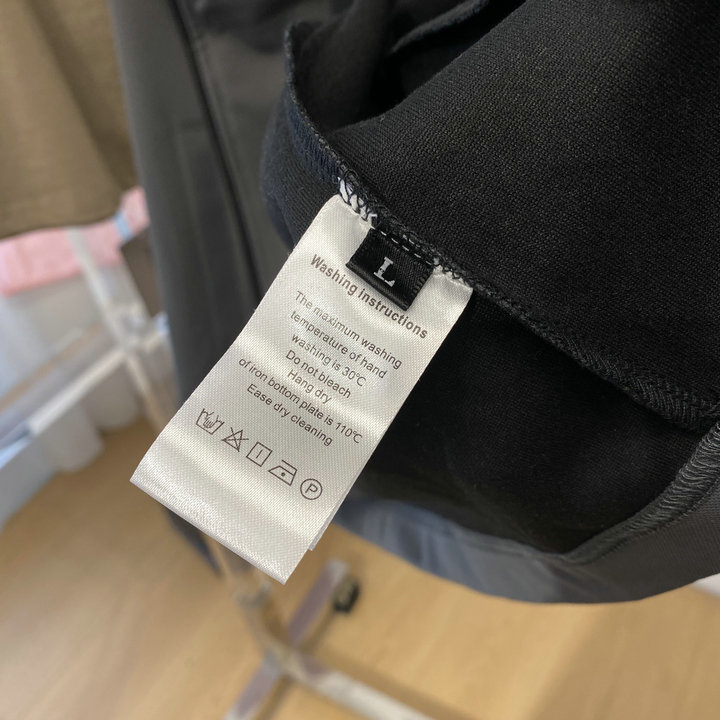 L
Washing instructions
The maximum washing
temperature of hand
washing is 30℃
Do not bleach
Hang dry
of iron bottom plate is 110℃
Ease dry cleaning
P